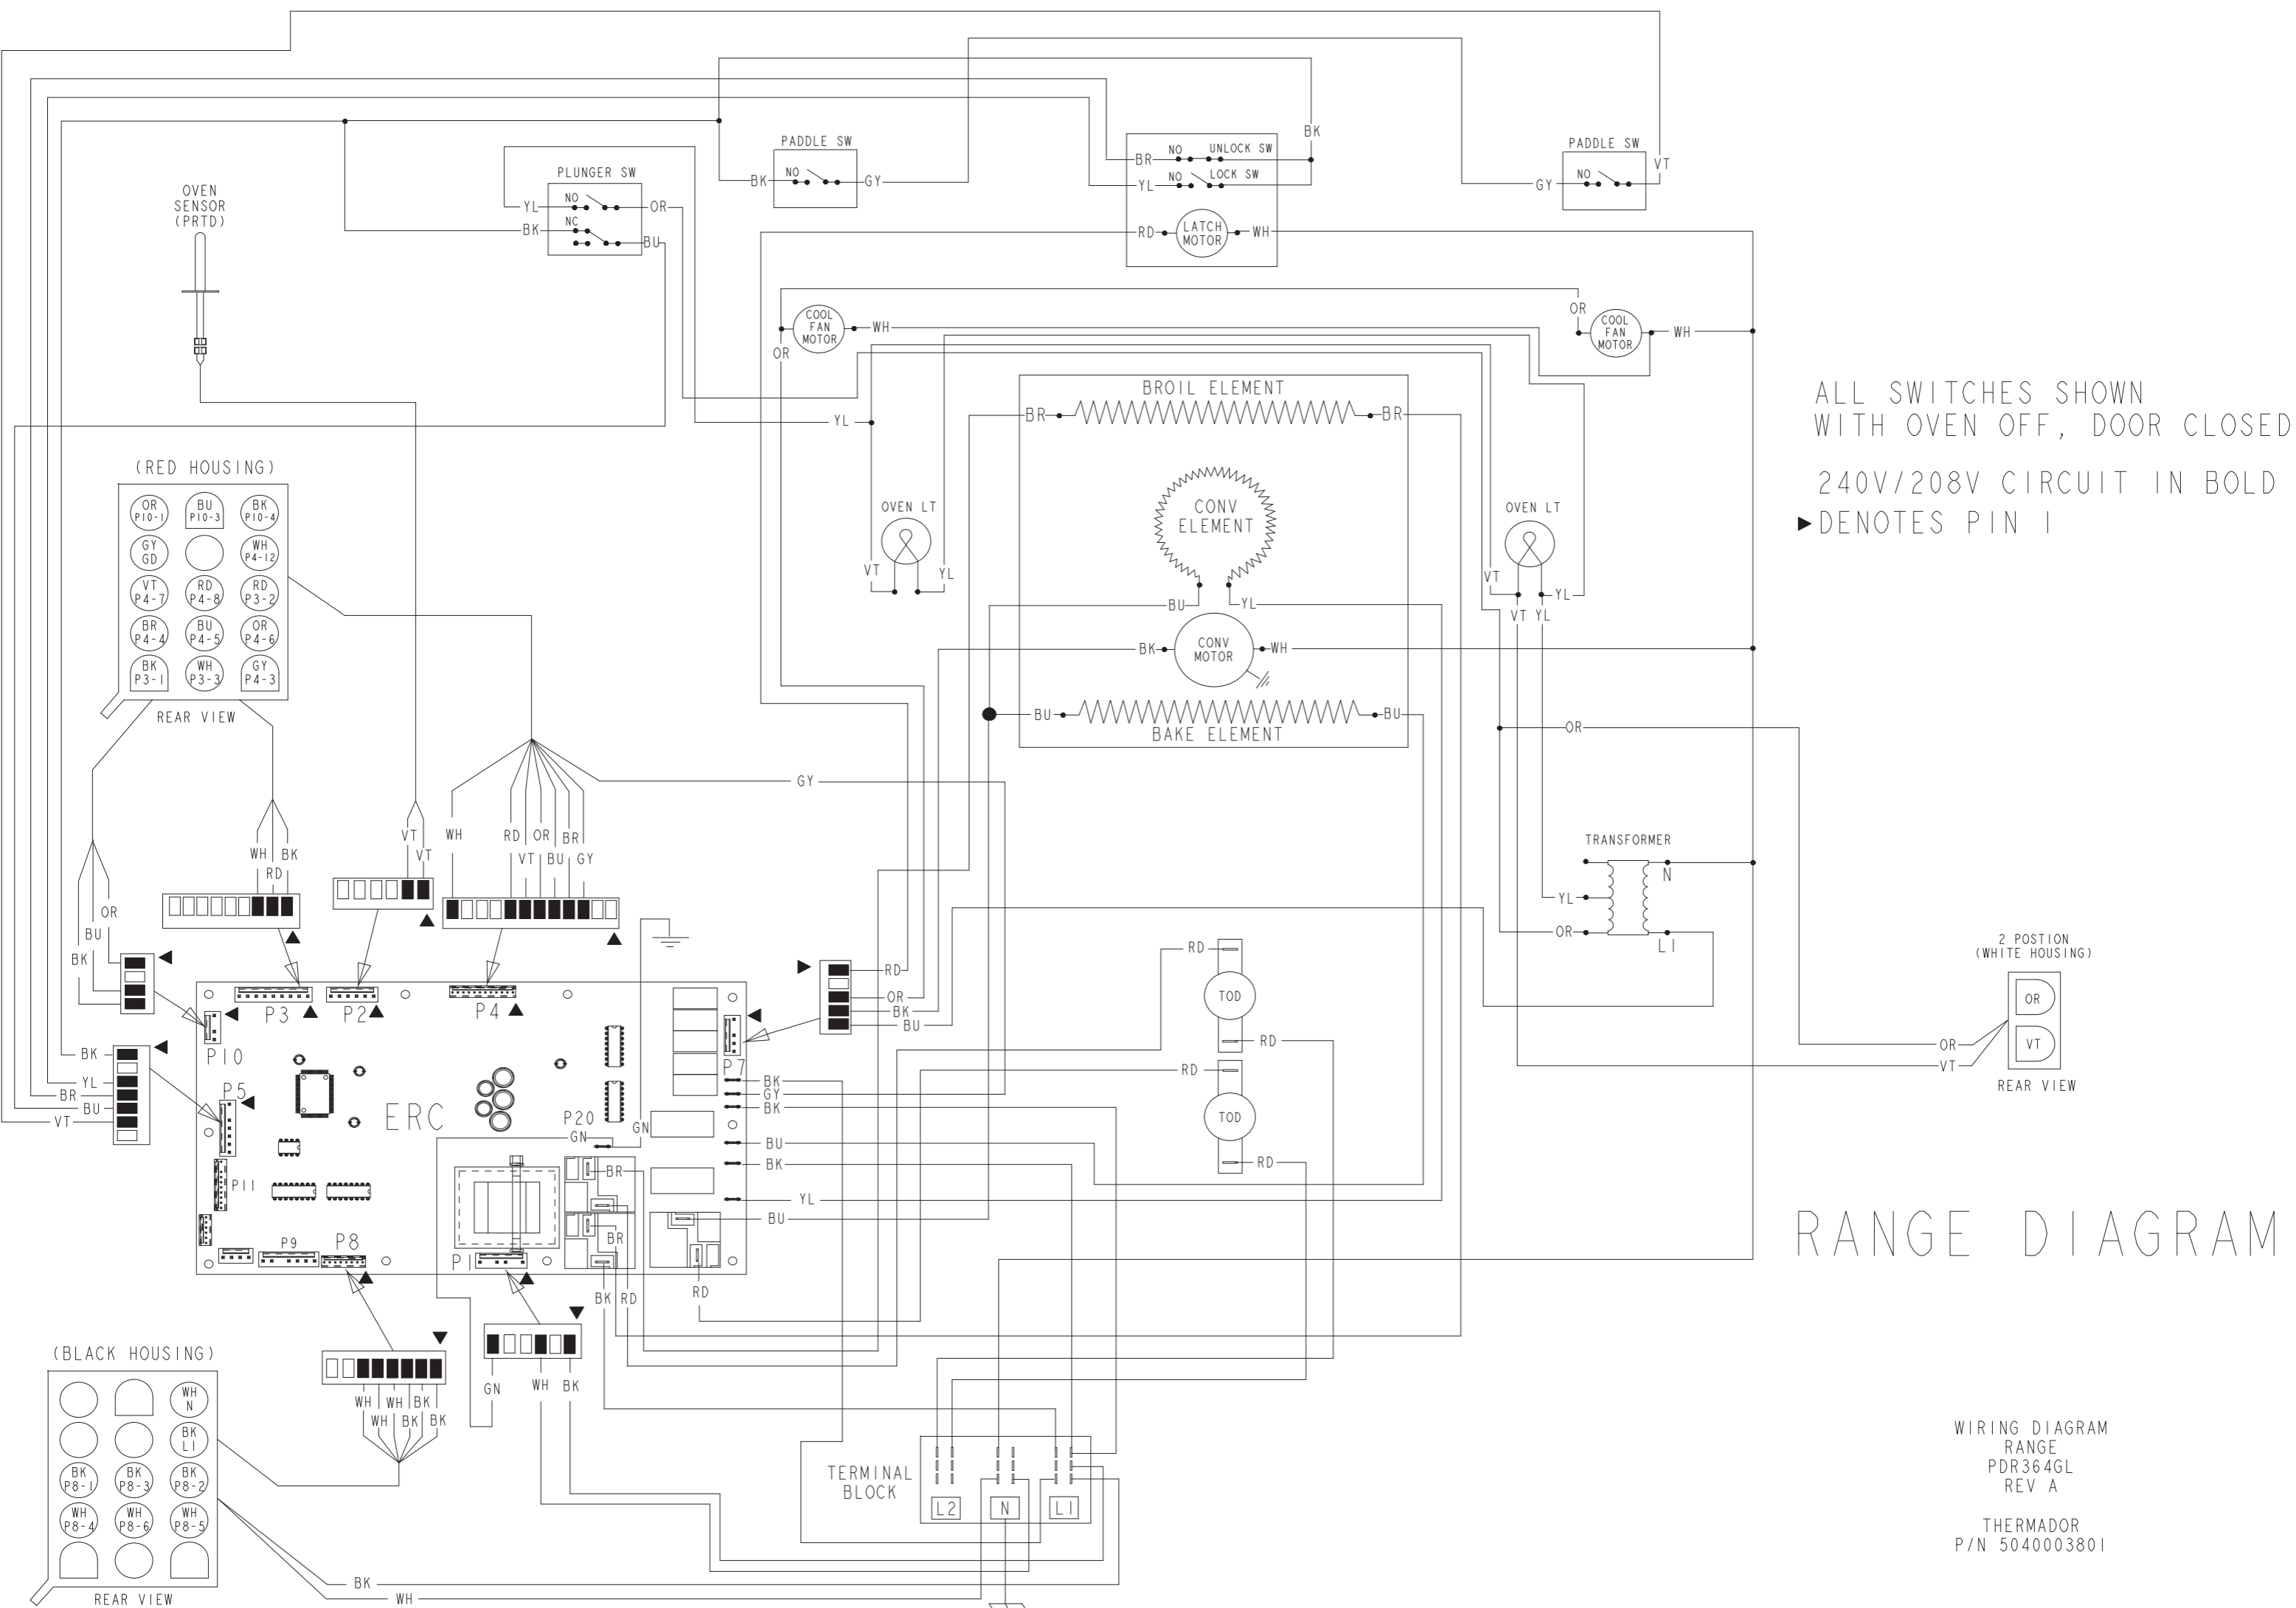 PADDLE SW
NO
BK
GY
PLUNGER SW
NO
YL
OR
NC
BK
BU
OVEN
SENSOR
(PRTD)
BK
NO
UNLOCK SW
BR
NO
LOCK SW
YL
RD
LATCH
MOTOR
WH
PADDLE SW
NO
GY
VT
COOL
FAN
MOTOR
WH
OR
OR
COOL
FAN
MOTOR
WH
YL
BROIL ELEMENT
BR
BR
CONV
ELEMENT
BU
YL
CONV
MOTOR
BK
WH
BU
BU
BAKE ELEMENT
OVEN LT
VT
YL
OVEN LT
VT
YL
VT YL
OR
ALL SWITCHES SHOWN
WITH OVEN OFF, DOOR CLOSED
240V/208V CIRCUIT IN BOLD
DENOTES PIN 1
(RED HOUSING)
OR
P10-1
BU
P10-3
BK
P10-4
GY
GD
WH
P4-12
VT
P4-7
RD
P4-8
RD
P3-2
BR
P4-4
BU
P4-5
OR
P4-6
BK
P3-1
WH
P3-3
GY
P4-3
REAR VIEW
GY
WH
RD
VT
OR
BU
BR
GY
VT
VT
WH
RD
BK
OR
BU
BK
TRANSFORMER
N
YL
OR
L1
2 POSTION
(WHITE HOUSING)
OR
VT
REAR VIEW
OR
VT
RD
TOD
RD
RD
TOD
RD
RD
OR
BK
BU
P3
P2
P4
P10
P5
P7
ERC
P20
GN
GN
P11
P9
P8
P1
BR
BR
BK
GY
BK
BU
BK
YL
BU
BK
YL
BR
BU
VT
BK
RD
RD
GN
WH
BK
WH
WH
WH
BK
BK
BK
(BLACK HOUSING)
WH
N
BK
L1
BK
P8-1
BK
P8-3
BK
P8-2
WH
P8-4
WH
P8-6
WH
P8-5
REAR VIEW
BK
WH
TERMINAL
BLOCK
L2
N
L1
RANGE DIAGRAM
WIRING DIAGRAM
RANGE
PDR364GL
REV A
THERMADOR
P/N 5040003801